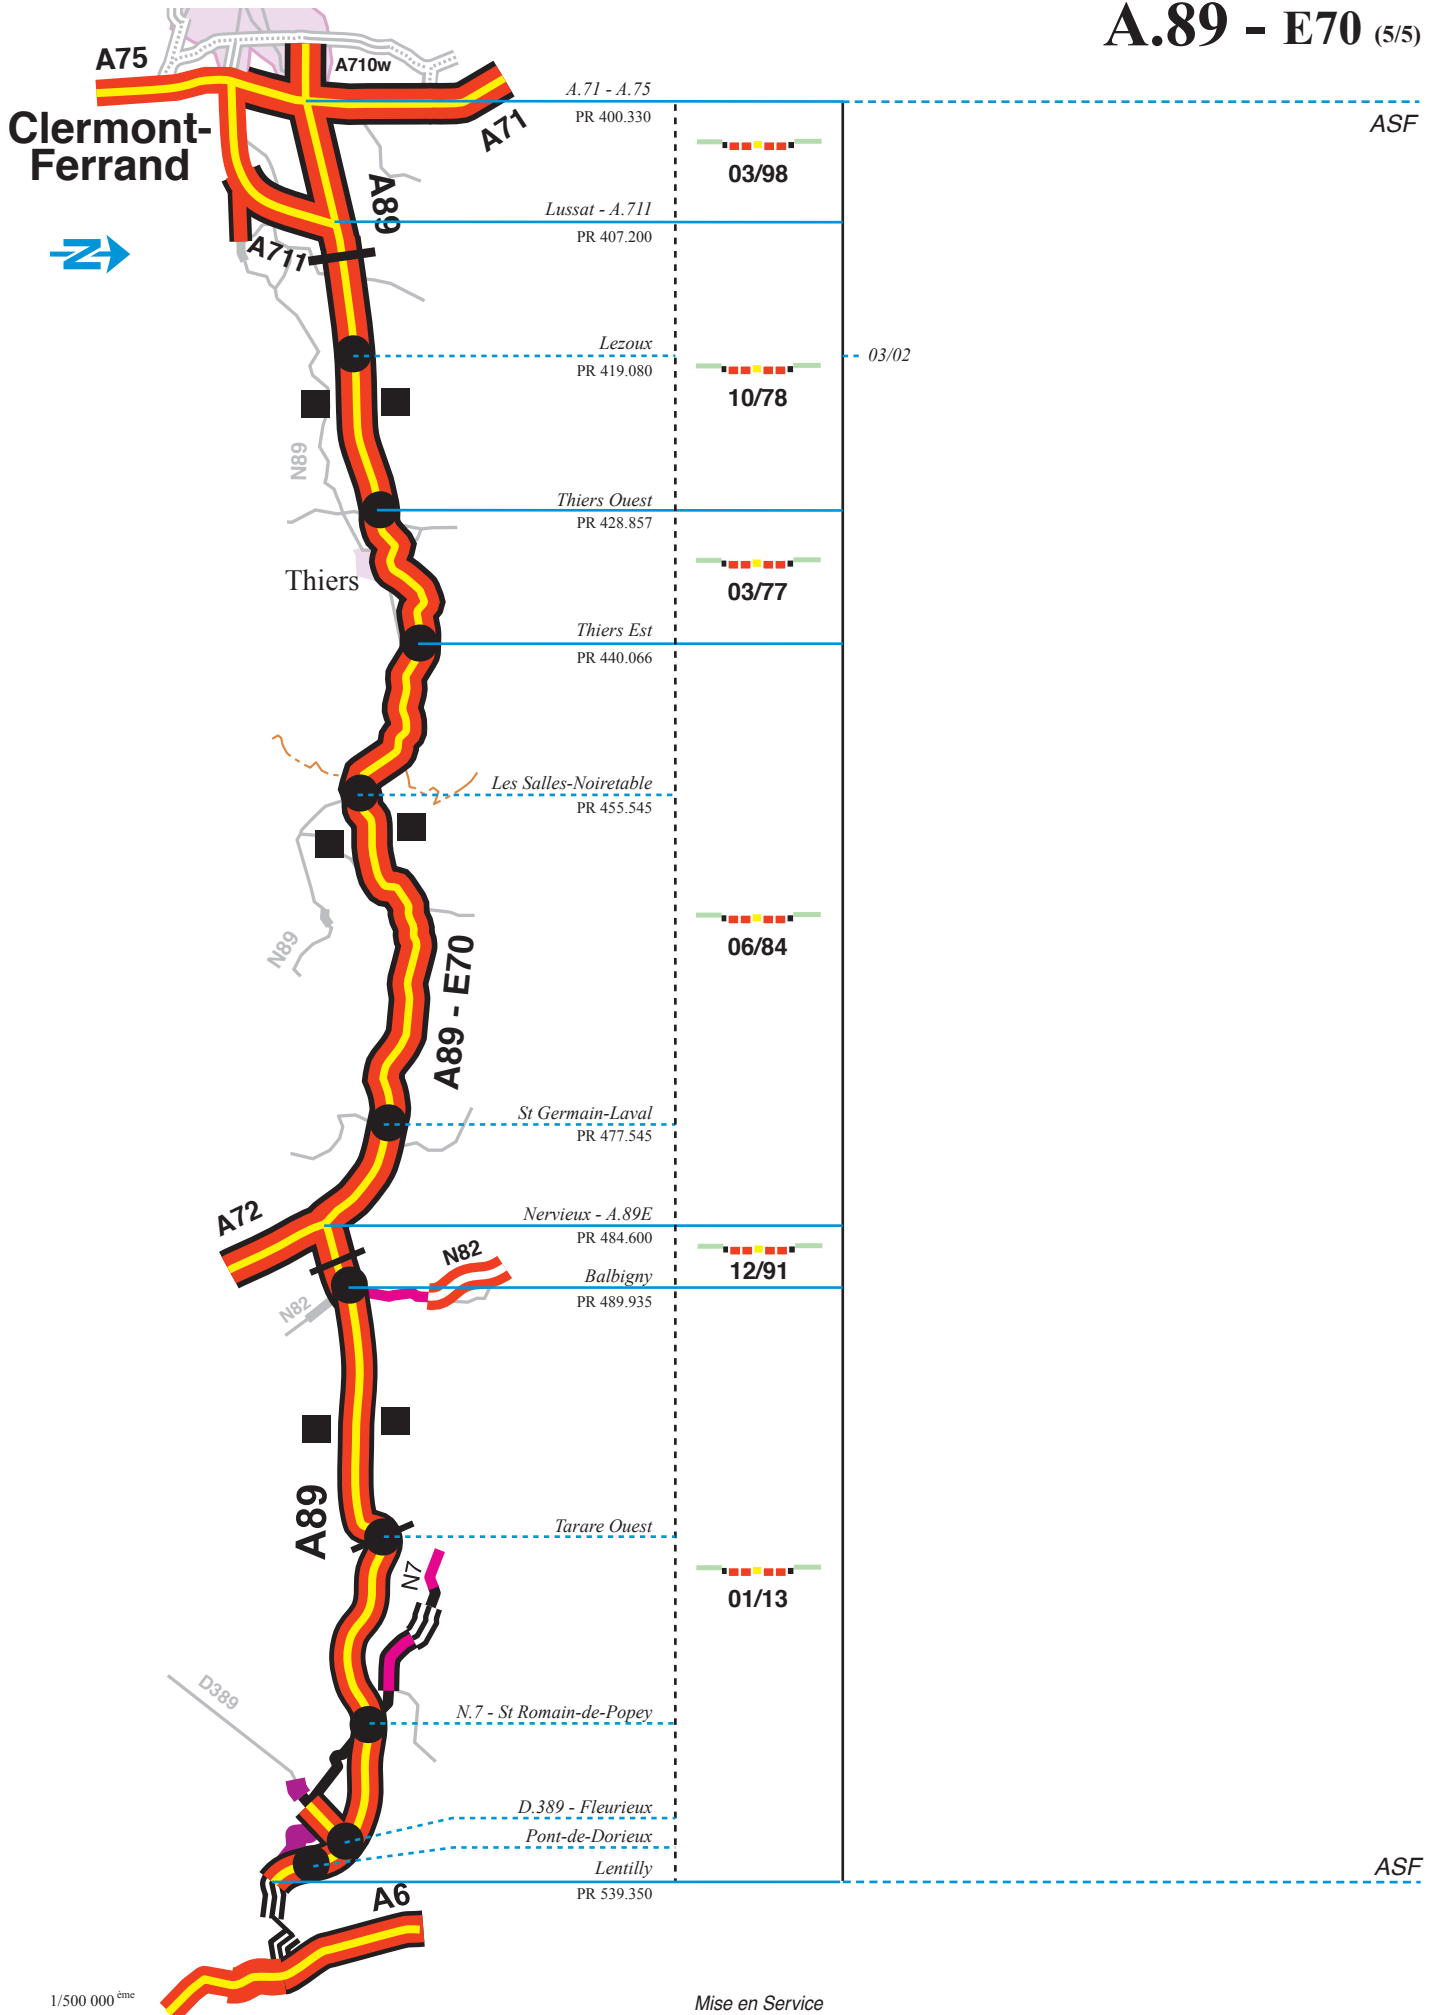 A.89 - E70 (5/5)
A75
A710w
A.71 - A.75
PR 400.330
ASF
Clermont-
Ferrand
A71
03/98
A89
Lussat - A.711
PR 407.200
A711
N
Lezoux
PR 419.080
03/02
10/78
N89
Thiers Ouest
PR 428.857
Thiers
03/77
Thiers Est
PR 440.066
Les Salles-Noiretable
PR 455.545
N89
06/84
A89 - E70
St Germain-Laval
PR 477.545
A72
Nervieux - A.89E
PR 484.600
N82
12/91
Balbigny
PR 489.935
N82
A89
Tarare Ouest
N7
01/13
D389
N.7 - St Romain-de-Popey
D.389 - Fleurieux
Pont-de-Dorieux
Lentilly
PR 539.350
ASF
A6
1/500 000 ème
Mise en Service